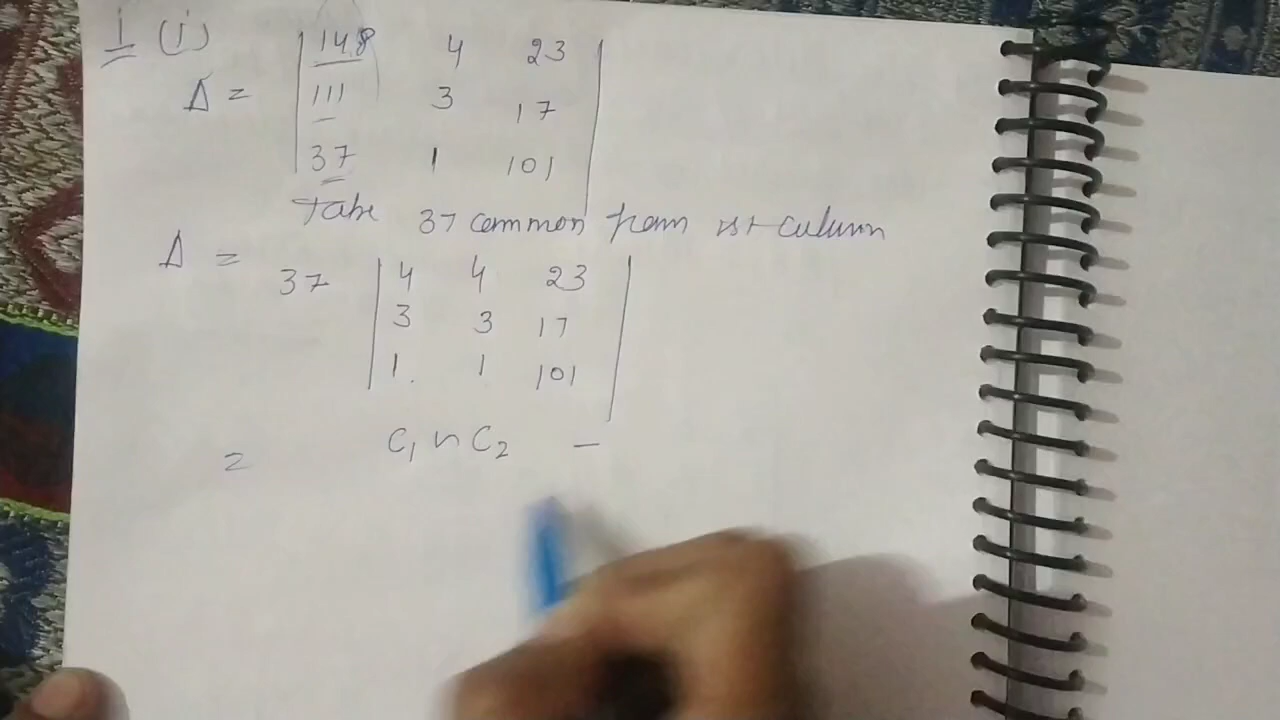 1 (i)
Δ = | 148 4 23 |
| 111 3 17 |
| 37 1 101 |
Take 37 common from 1st culumn
Δ = 37 | 4 4 23 |
| 3 3 17 |
| 1 1 101 |
= C₁ n C₂ -